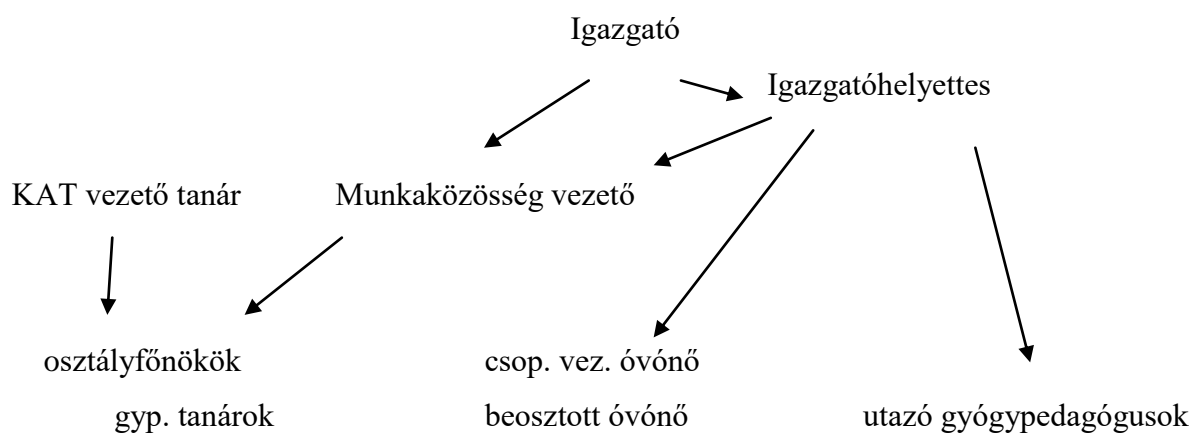 Igazgató
Igazgatóhelyettes
KAT vezető tanár
Munkaközösség vezető
osztályfőnökök
csop. vez. óvónő
gyp. tanárok
beosztott óvónő
utazó gyógypedagógusok